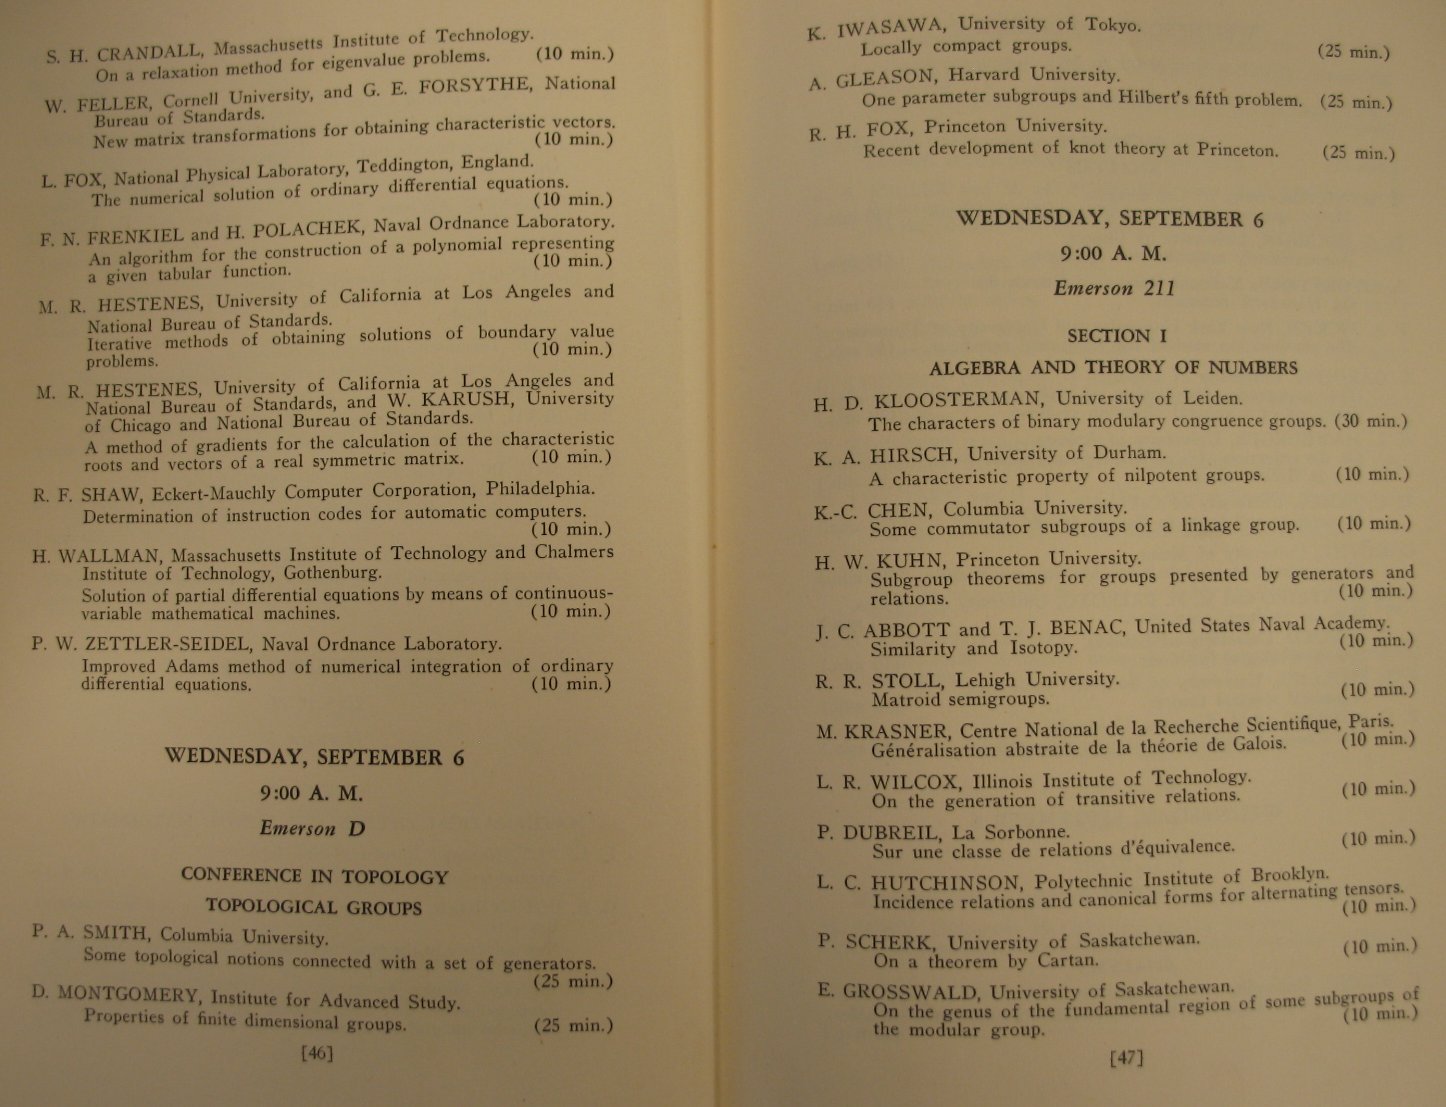 S. H. CRANDALL, Massachusetts Institute of Technology.
On a relaxation method for eigenvalue problems. (10 min.)
W. FELLER, Cornell University, and G. E. FORSYTHE, National
Bureau of Standards.
New matrix transformations for obtaining characteristic vectors.
(10 min.)
L. FOX, National Physical Laboratory, Teddington, England.
The numerical solution of ordinary differential equations.
(10 min.)
F. N. FRENKIEL and H. POLACHEK, Naval Ordnance Laboratory.
An algorithm for the construction of a polynomial representing
a given tabular function. (10 min.)
M. R. HESTENES, University of California at Los Angeles and
National Bureau of Standards.
Iterative methods of obtaining solutions of boundary value
problems. (10 min.)
M. R. HESTENES, University of California at Los Angeles and
National Bureau of Standards, and W. KARUSH, University
of Chicago and National Bureau of Standards.
A method of gradients for the calculation of the characteristic
roots and vectors of a real symmetric matrix. (10 min.)
R. F. SHAW, Eckert-Mauchly Computer Corporation, Philadelphia.
Determination of instruction codes for automatic computers.
(10 min.)
H. WALLMAN, Massachusetts Institute of Technology and Chalmers
Institute of Technology, Gothenburg.
Solution of partial differential equations by means of continuous-
variable mathematical machines. (10 min.)
P. W. ZETTLER-SEIDEL, Naval Ordnance Laboratory.
Improved Adams method of numerical integration of ordinary
differential equations. (10 min.)
WEDNESDAY, SEPTEMBER 6
9:00 A. M.
Emerson D
CONFERENCE IN TOPOLOGY
TOPOLOGICAL GROUPS
P. A. SMITH, Columbia University.
Some topological notions connected with a set of generators.
(25 min.)
D. MONTGOMERY, Institute for Advanced Study.
Properties of finite dimensional groups. (25 min.)
[46]
K. IWASAWA, University of Tokyo.
Locally compact groups. (25 min.)
A. GLEASON, Harvard University.
One parameter subgroups and Hilbert's fifth problem. (25 min.)
R. H. FOX, Princeton University.
Recent development of knot theory at Princeton. (25 min.)
WEDNESDAY, SEPTEMBER 6
9:00 A. M.
Emerson 211
SECTION I
ALGEBRA AND THEORY OF NUMBERS
H. D. KLOOSTERMAN, University of Leiden.
The characters of binary modulary congruence groups. (30 min.)
K. A. HIRSCH, University of Durham.
A characteristic property of nilpotent groups. (10 min.)
K.-C. CHEN, Columbia University.
Some commutator subgroups of a linkage group. (10 min.)
H. W. KUHN, Princeton University.
Subgroup theorems for groups presented by generators and
relations. (10 min.)
J. C. ABBOTT and T. J. BENAC, United States Naval Academy.
Similarity and Isotopy. (10 min.)
R. R. STOLL, Lehigh University.
Matroid semigroups. (10 min.)
M. KRASNER, Centre National de la Recherche Scientifique, Paris.
Généralisation abstraite de la théorie de Galois. (10 min.)
L. R. WILCOX, Illinois Institute of Technology.
On the generation of transitive relations. (10 min.)
P. DUBREIL, La Sorbonne.
Sur une classe de relations d'équivalence. (10 min.)
L. C. HUTCHINSON, Polytechnic Institute of Brooklyn.
Incidence relations and canonical forms for alternating tensors.
(10 min.)
P. SCHERK, University of Saskatchewan.
On a theorem by Cartan. (10 min.)
E. GROSSWALD, University of Saskatchewan.
On the genus of the fundamental region of some subgroups of
the modular group. (10 min.)
[47]